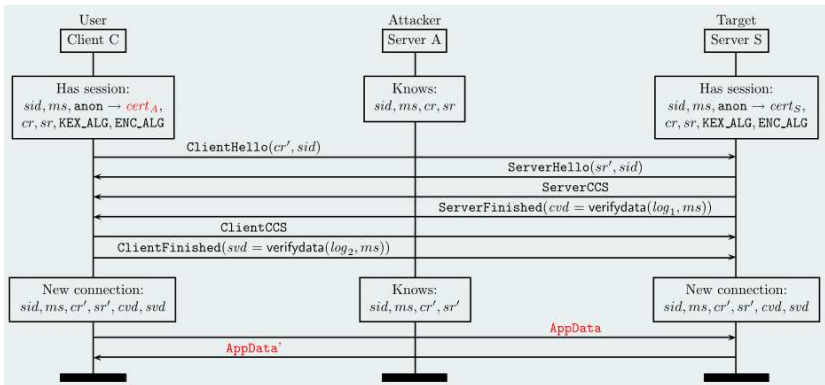 User
Attacker
Target
Client C
Server A
Server S
Has session:
sid, ms, anon → cert_A,
cr, sr, KEX_ALG, ENC_ALG
Knows:
sid, ms, cr, sr
Has session:
sid, ms, anon → cert_S,
cr, sr, KEX_ALG, ENC_ALG
ClientHello(cr′, sid)
ServerHello(sr′, sid)
ServerCCS
ServerFinished(cvd = verifydata(log₁, ms))
ClientCCS
ClientFinished(svd = verifydata(log₂, ms))
New connection:
sid, ms, cr′, sr′, cvd, svd
Knows:
sid, ms, cr′, sr′
New connection:
sid, ms, cr′, sr′, cvd, svd
AppData
AppData'